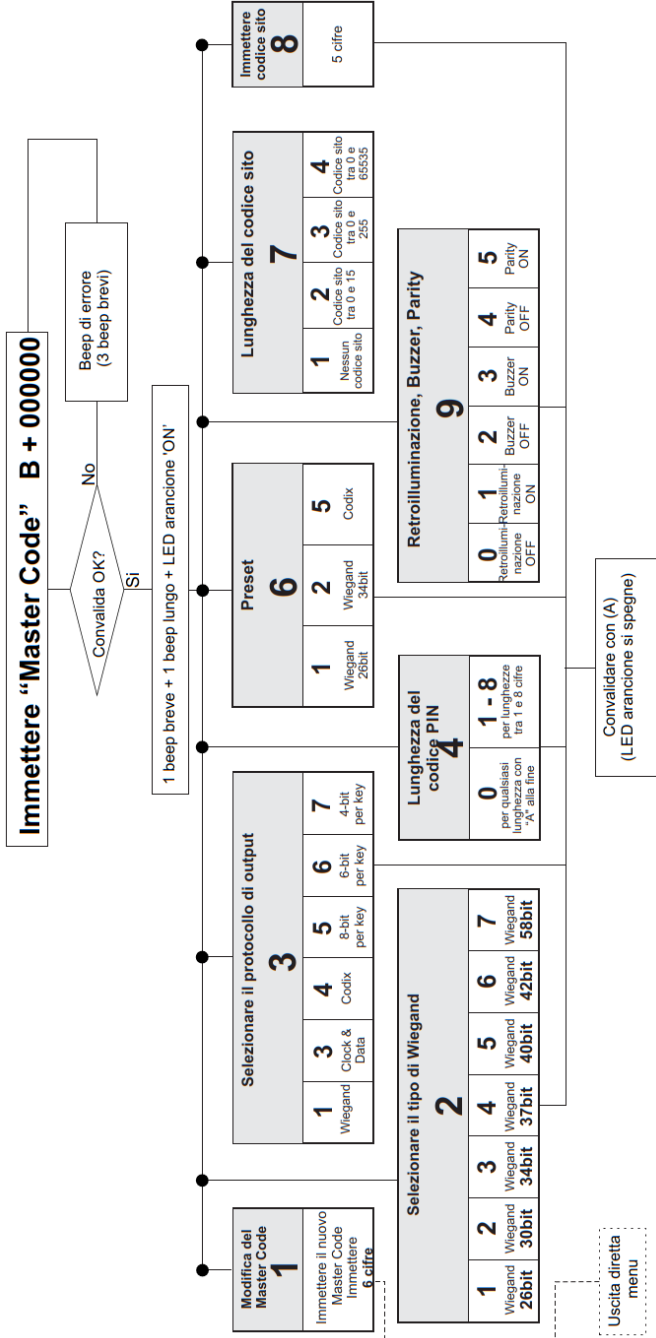 Immettere “Master Code” B + 000000
Convalida OK?
No
Beep di errore
(3 beep brevi)
Si
1 beep breve + 1 beep lungo + LED arancione 'ON'
Modifica del
Master Code
1
Immettere il nuovo
Master Code
Immettere
6 cifre
Selezionare il protocollo di output
3
1
Wiegand
3
Clock &
Data
4
Codix
5
8-bit
per key
6
6-bit
per key
7
4-bit
per key
Preset
6
1
Wiegand
26bit
2
Wiegand
34bit
5
Codix
Lunghezza del codice sito
7
1
Nessun
codice sito
2
Codice sito
tra 0 e 15
3
Codice sito
tra 0 e
255
4
Codice sito
tra 0 e
65535
Immettere
codice sito
8
5 cifre
Selezionare il tipo di Wiegand
2
1
Wiegand
26bit
2
Wiegand
30bit
3
Wiegand
34bit
4
Wiegand
37bit
5
Wiegand
40bit
6
Wiegand
42bit
7
Wiegand
58bit
Lunghezza del
codice PIN
4
0
per qualsiasi
lunghezza con
“A” alla fine
1 - 8
per lunghezze
tra 1 e 8 cifre
Retroilluminazione, Buzzer, Parity
9
0
Retroillumi-
nazione
OFF
1
Retroillumi-
nazione
ON
2
Buzzer
OFF
3
Buzzer
ON
4
Parity
OFF
5
Parity
ON
Uscita diretta
menu
Convalidare con (A)
(LED arancione si spegne)